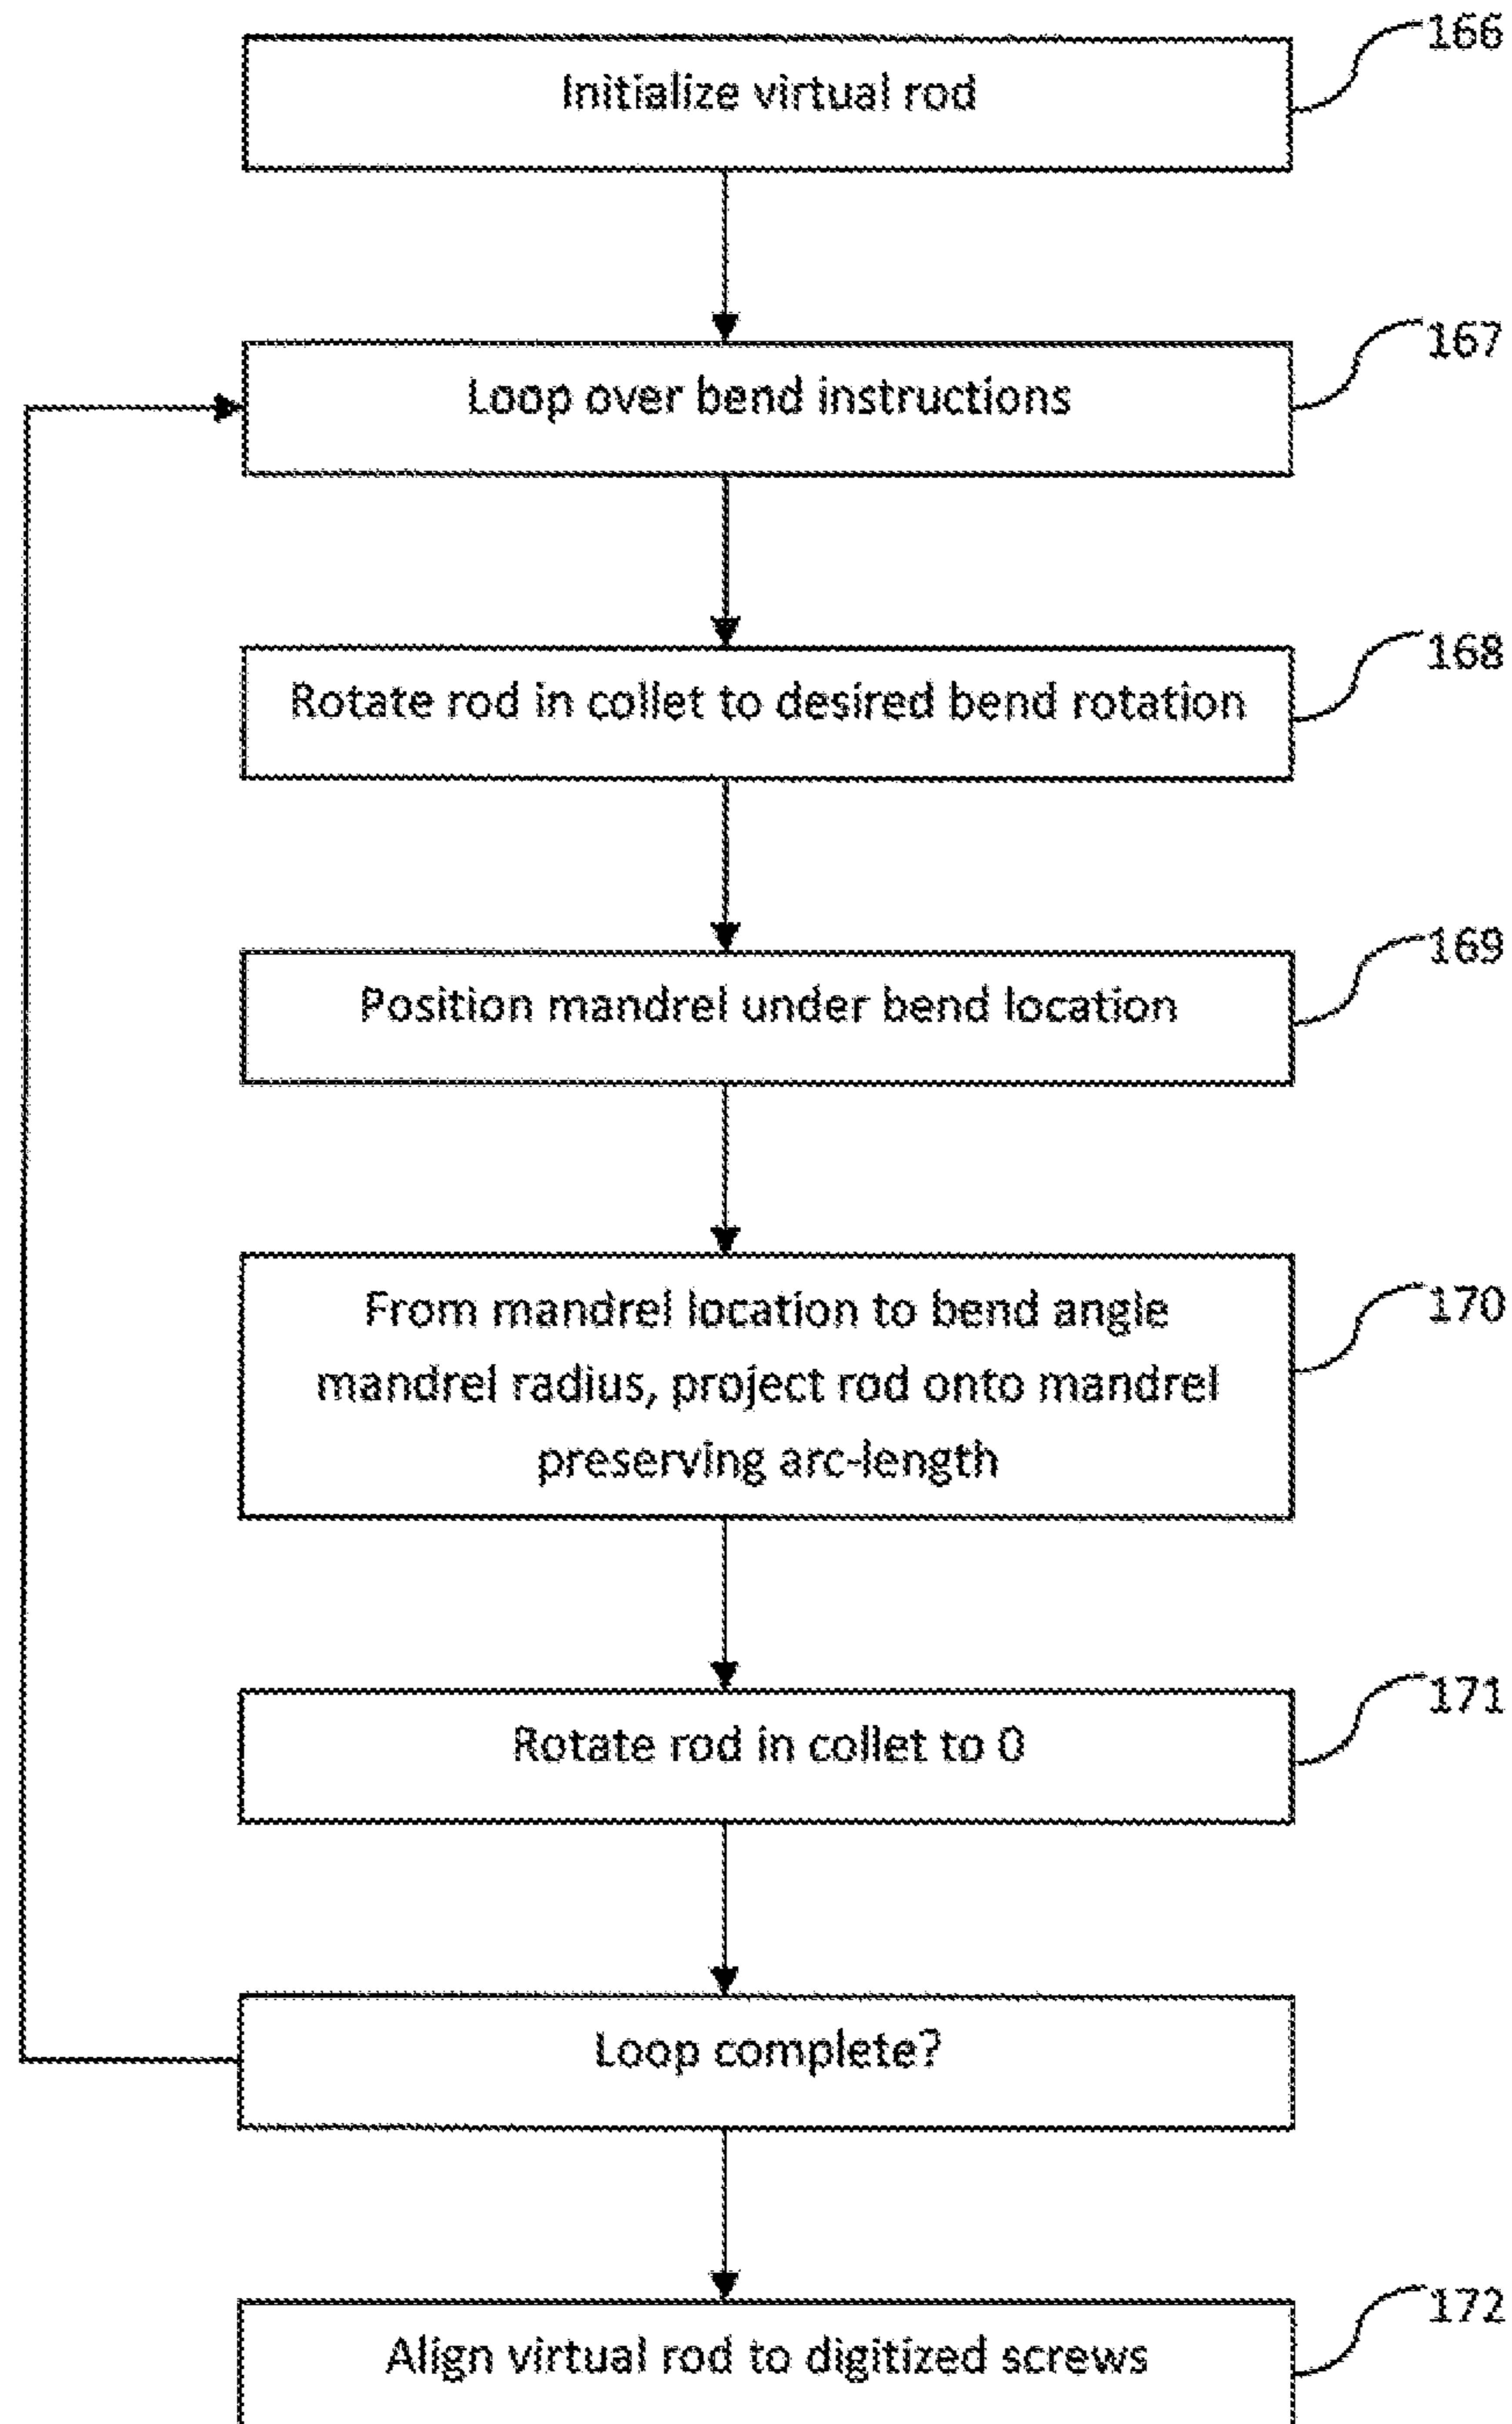 166
Initialize virtual rod
167
Loop over bend instructions
168
Rotate rod in collet to desired bend rotation
169
Position mandrel under bend location
170
From mandrel location to bend angle
mandrel radius, project rod onto mandrel
preserving arc-length
171
Rotate rod in collet to 0
Loop complete?
172
Align virtual rod to digitized screws